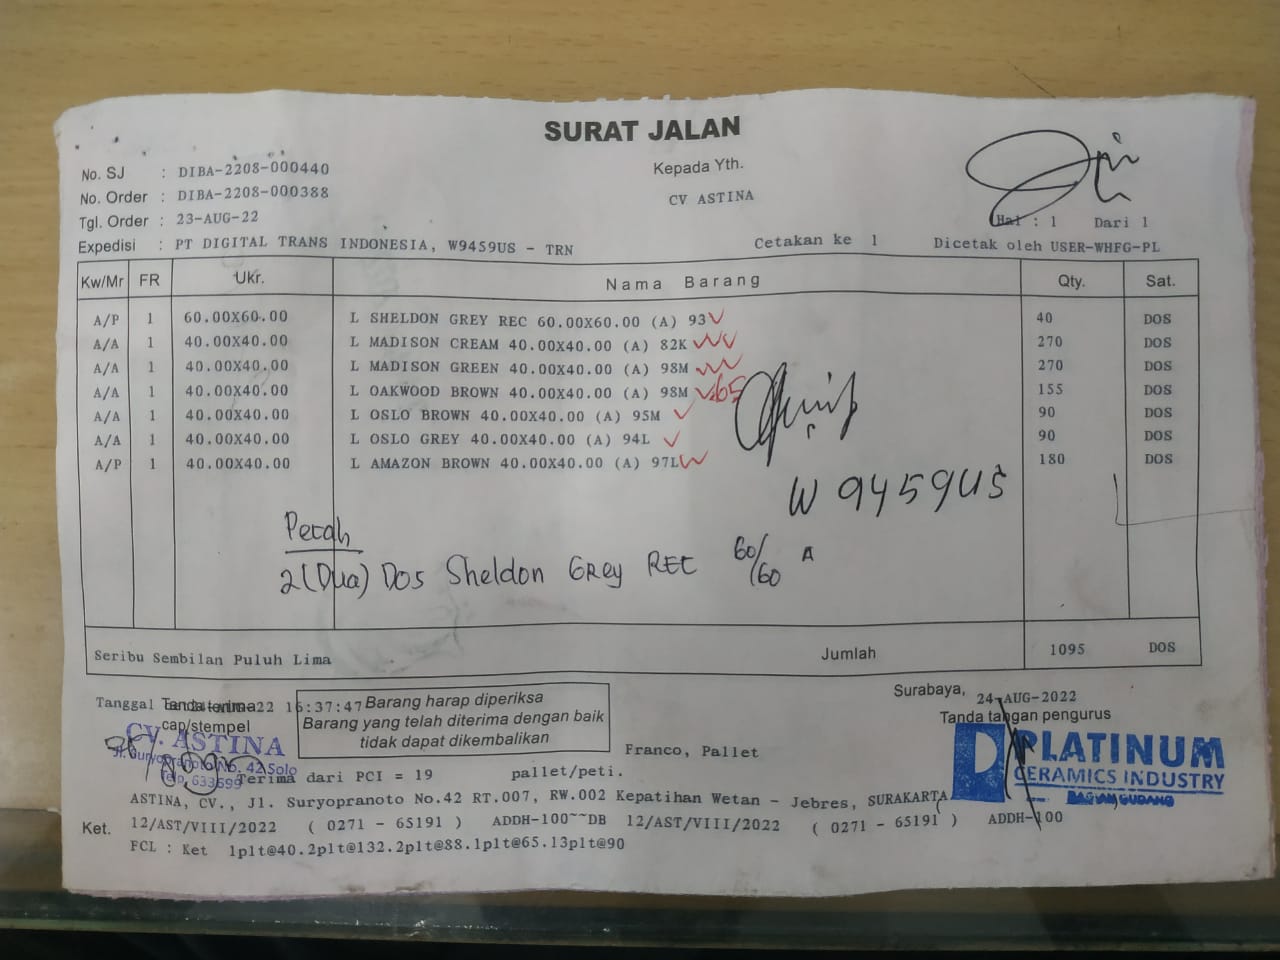 SURAT JALAN
No. SJ : DIBA-2208-000440
No. Order : DIBA-2208-000388
Tgl. Order : 23-AUG-22
Expedisi : PT DIGITAL TRANS INDONESIA, W9459US - TRN
Kepada Yth.
CV ASTINA
Hal : 1 Dari 1
Cetakan ke 1 Dicetak oleh USER-WHFG-PL
Kw/Mr FR Ukr. Nama Barang Qty. Sat.
A/P 1 60.00X60.00 L SHELDON GREY REC 60.00X60.00 (A) 93 40 DOS
A/A 1 40.00X40.00 L MADISON CREAM 40.00X40.00 (A) 82K 270 DOS
A/A 1 40.00X40.00 L MADISON GREEN 40.00X40.00 (A) 98M 270 DOS
A/A 1 40.00X40.00 L OAKWOOD BROWN 40.00X40.00 (A) 98M 65 155 DOS
A/A 1 40.00X40.00 L OSLO BROWN 40.00X40.00 (A) 95M 90 DOS
A/A 1 40.00X40.00 L OSLO GREY 40.00X40.00 (A) 94L 90 DOS
A/P 1 40.00X40.00 L AMAZON BROWN 40.00X40.00 (A) 97L 180 DOS
W 9459US
Pecah
2 (Dua) Dos Sheldon Grey REC 60/60 A
Seribu Sembilan Puluh Lima Jumlah 1095 DOS
Tanggal 22 16:37:47
Tanda terima
cap/stempel
Barang harap diperiksa
Barang yang telah diterima dengan baik
tidak dapat dikembalikan
Surabaya, 24-AUG-2022
Tanda tangan pengurus
CV. ASTINA
Jl. Suryopranoto No. 42 Solo
Telp. 633699
Franco, Pallet
PLATINUM
CERAMICS INDUSTRY
BAGIAN GUDANG
Terima dari PCI = 19 pallet/peti.
ASTINA, CV., Jl. Suryopranoto No.42 RT.007, RW.002 Kepatihan Wetan - Jebres, SURAKARTA
Ket. 12/AST/VIII/2022 ( 0271 - 65191 ) ADDH-100~~DB 12/AST/VIII/2022 ( 0271 - 65191 ) ADDH-100
FCL : Ket 1plt@40.2plt@132.2plt@88.1plt@65.13plt@90